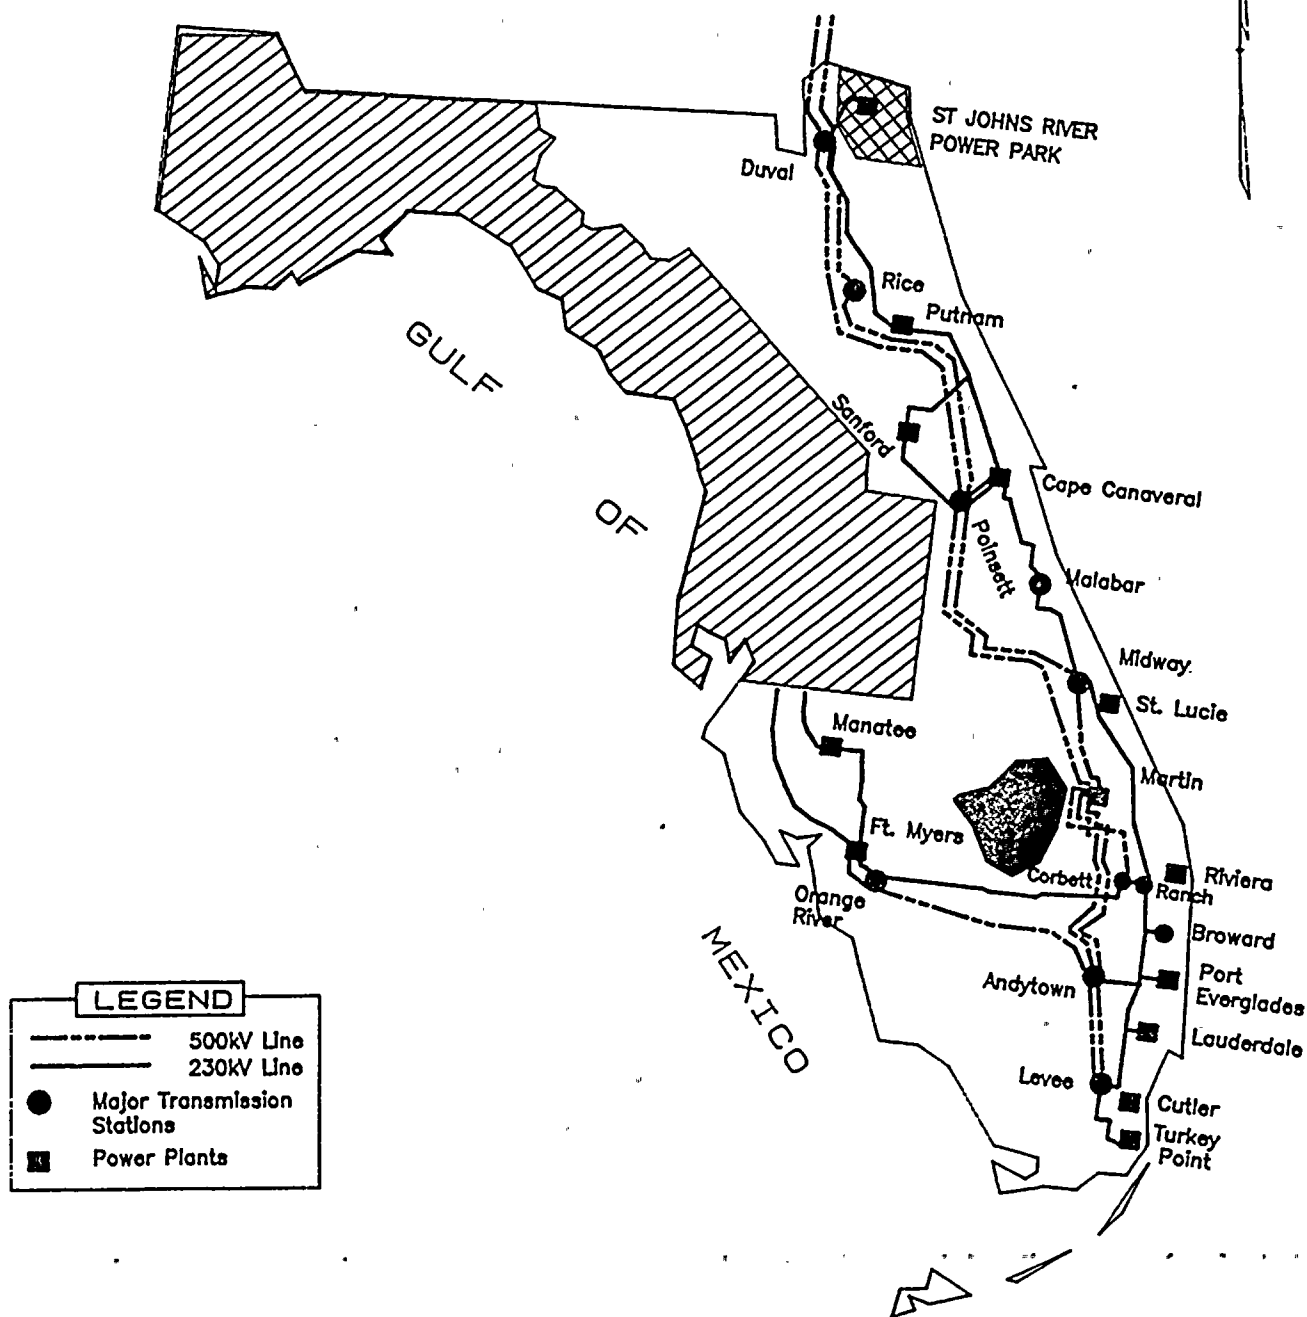 ST JOHNS RIVER
POWER PARK
Duval
Rice
Putnam
GULF
Sanford
Cape Canaveral
OF
Poinsett
Malabar
Midway
St. Lucie
Manatee
Martin
Ft. Myers
Corbett
Riviera
Ranch
Orange
River
Broward
MEXICO
Andytown
Port
Everglades
LEGEND
500kV Line
230kV Line
Lauderdale
Levee
Major Transmission
Stations
Cutler
Turkey
Point
Power Plants